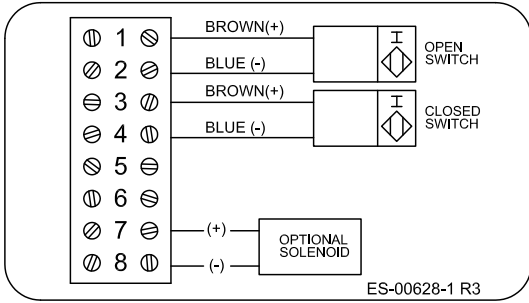 1 BROWN(+)
2 BLUE (-)
I
OPEN
SWITCH
3 BROWN(+)
4 BLUE (-)
I
CLOSED
SWITCH
5
6
7 (+)
8 (-)
OPTIONAL
SOLENOID
ES-00628-1 R3